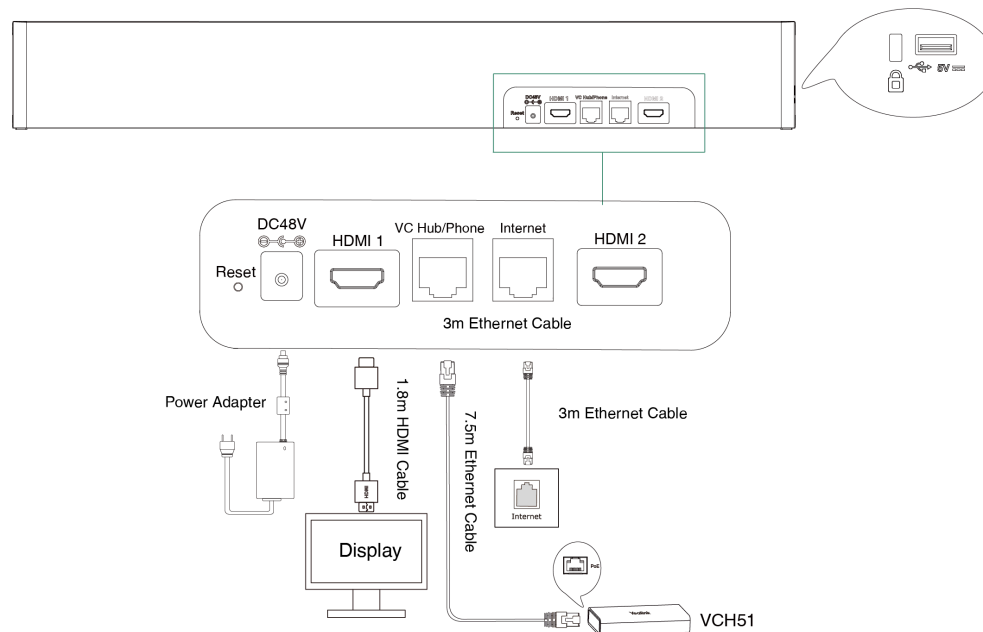 5V
DC48V
HDMI 1
VC Hub/Phone
Internet
HDMI 2
Reset
DC48V
HDMI 1
VC Hub/Phone
Internet
HDMI 2
Reset
3m Ethernet Cable
Power Adapter
1.8m HDMI Cable
7.5m Ethernet Cable
3m Ethernet Cable
HDMI
Internet
Display
PoE
Yealink
VCH51